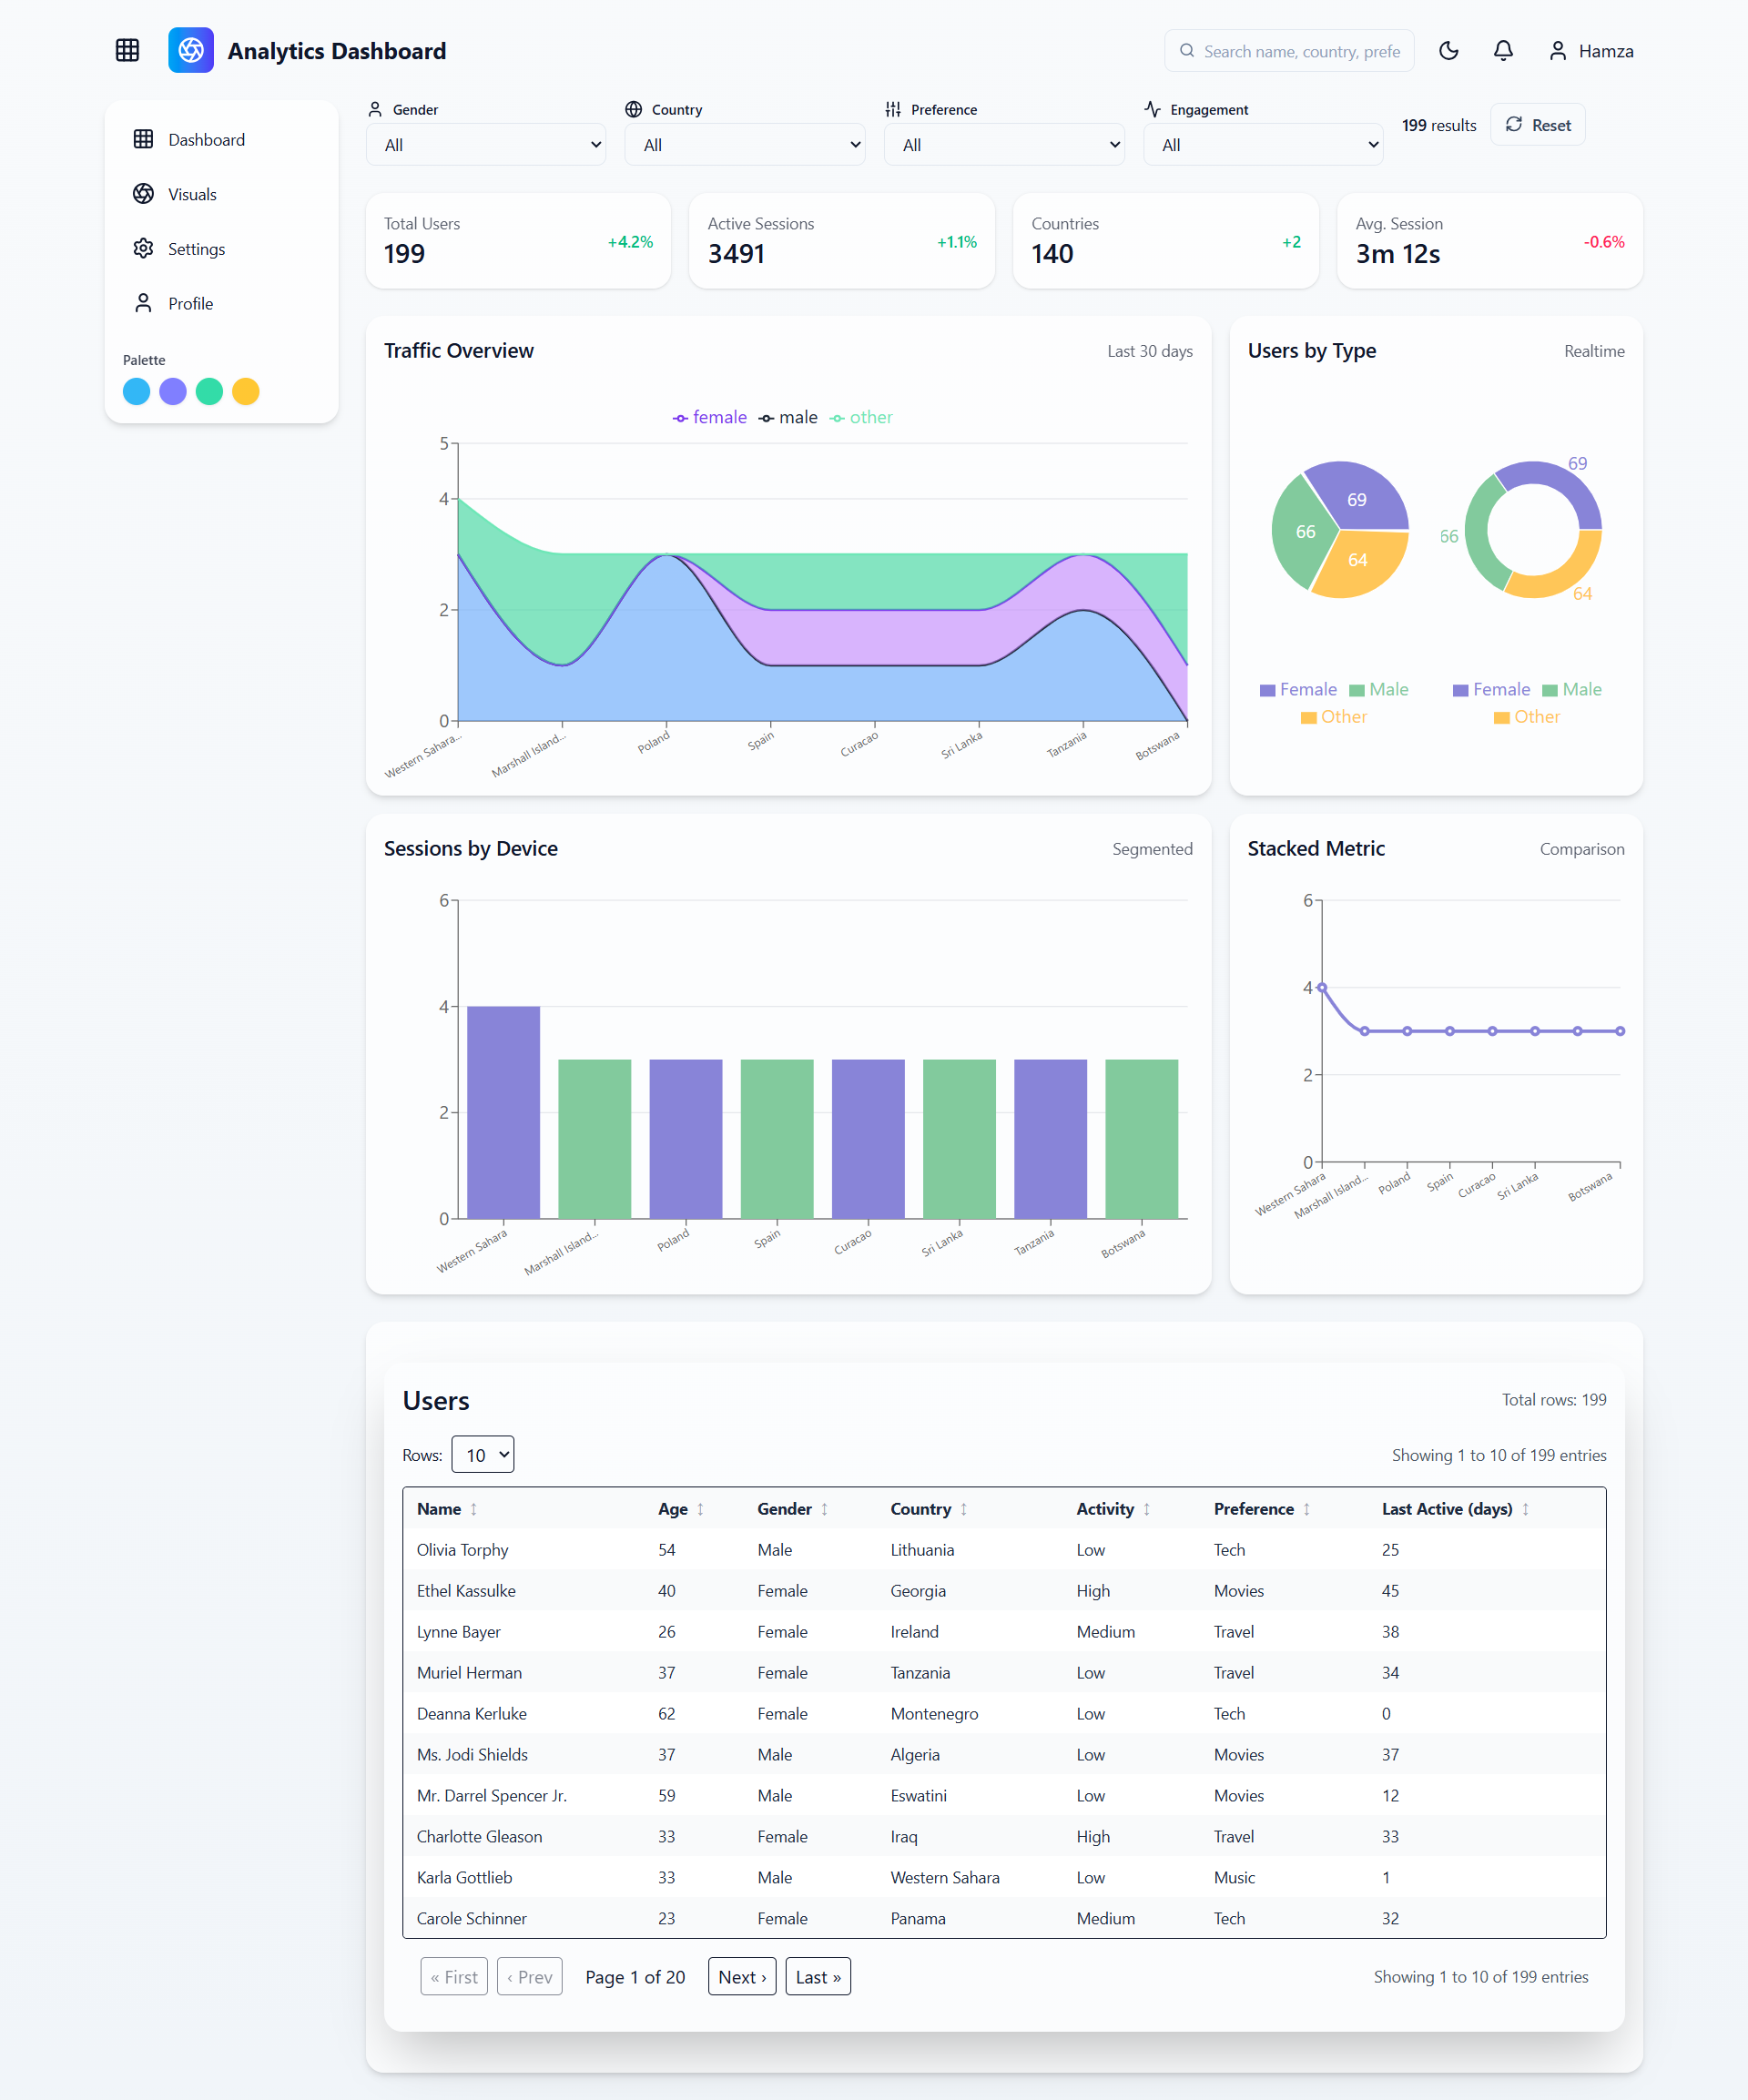 Analytics Dashboard
Search name, country, prefe
Hamza
Dashboard
Visuals
Settings
Profile
Palette
Gender
All
Country
All
Preference
All
Engagement
All
199 results
Reset
Total Users
199
+4.2%
Active Sessions
3491
+1.1%
Countries
140
+2
Avg. Session
3m 12s
-0.6%
Traffic Overview
Last 30 days
female male other
5
4
2
0
Western Sahara...
Marshall Island...
Poland
Spain
Curacao
Sri Lanka
Tanzania
Botswana
Users by Type
Realtime
69
66
64
69
66
64
Female Male
Other
Female Male
Other
Sessions by Device
Segmented
6
4
2
0
Western Sahara
Marshall Island...
Poland
Spain
Curacao
Sri Lanka
Tanzania
Botswana
Stacked Metric
Comparison
6
4
2
0
Western Sahara
Marshall Island...
Poland
Spain
Curacao
Sri Lanka
Botswana
Users
Total rows: 199
Rows: 10
Showing 1 to 10 of 199 entries
Name ↕ Age ↕ Gender ↕ Country ↕ Activity ↕ Preference ↕ Last Active (days) ↕
Olivia Torphy 54 Male Lithuania Low Tech 25
Ethel Kassulke 40 Female Georgia High Movies 45
Lynne Bayer 26 Female Ireland Medium Travel 38
Muriel Herman 37 Female Tanzania Low Travel 34
Deanna Kerluke 62 Female Montenegro Low Tech 0
Ms. Jodi Shields 37 Male Algeria Low Movies 37
Mr. Darrel Spencer Jr. 59 Male Eswatini Low Movies 12
Charlotte Gleason 33 Female Iraq High Travel 33
Karla Gottlieb 33 Male Western Sahara Low Music 1
Carole Schinner 23 Female Panama Medium Tech 32
« First ‹ Prev Page 1 of 20 Next › Last »
Showing 1 to 10 of 199 entries